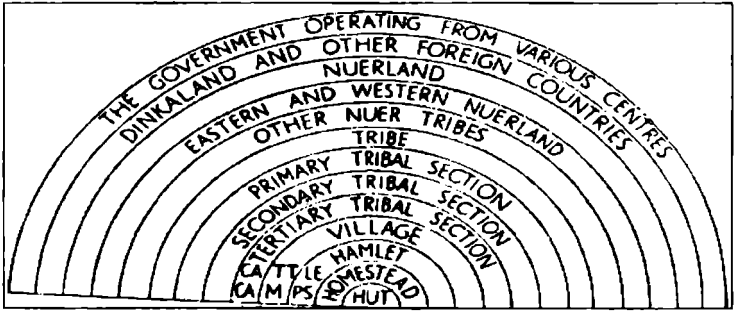 THE GOVERNMENT OPERATING FROM VARIOUS CENTRES
DINKALAND AND OTHER FOREIGN COUNTRIES
NUERLAND
EASTERN AND WESTERN NUERLAND
OTHER NUER TRIBES
TRIBE
PRIMARY TRIBAL SECTION
SECONDARY TRIBAL SECTION
TERTIARY TRIBAL SECTION
VILLAGE
HAMLET
CATTLE
CAMPS
HOMESTEAD
HUT